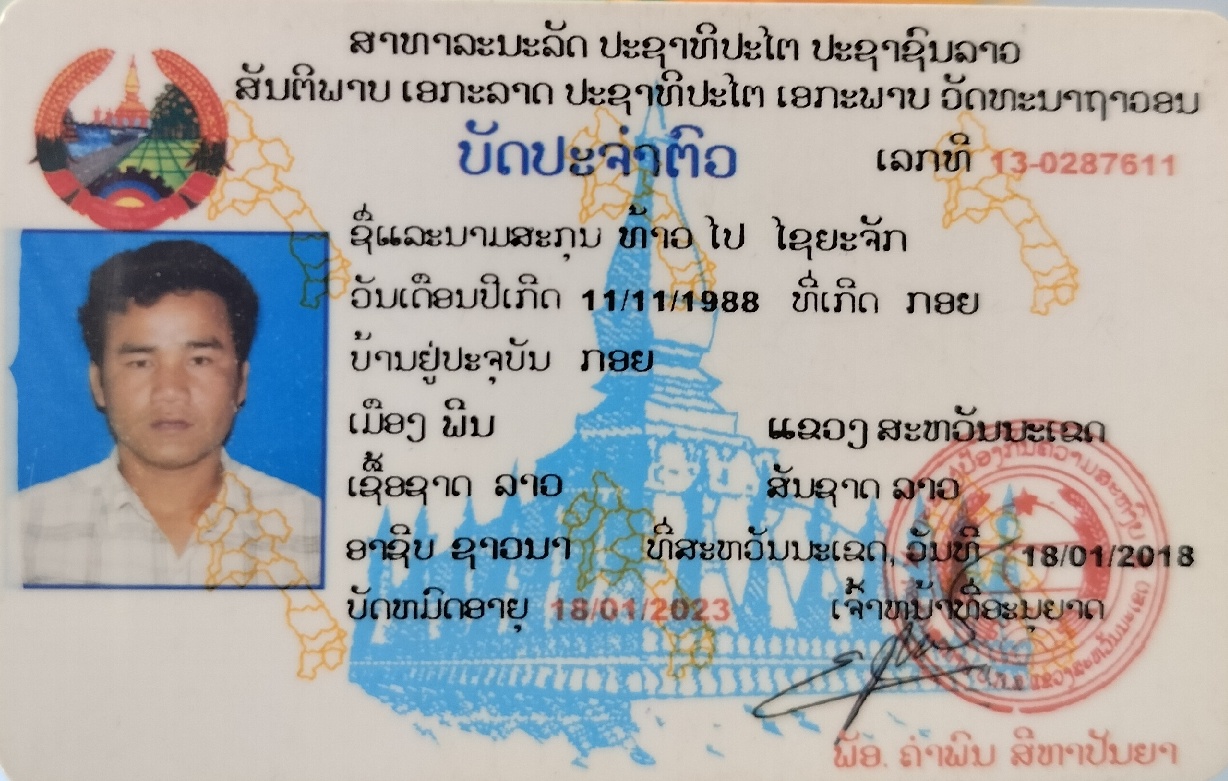 ສາທາລະນະລັດ ປະຊາທິປະໄຕ ປະຊາຊົນລາວ
ສັນຕິພາບ ເອກະລາດ ປະຊາທິປະໄຕ ເອກະພາບ ວັດທະນາຖາວອນ
ບັດປະຈຳຕົວ ເລກທີ 13-0287611
ຊື່ແລະນາມສະກຸນ ທ້າວ ໄປ ໄຊຍະຈັກ
ວັນເດືອນປີເກີດ 11/11/1988 ທີ່ເກີດ ກອຍ
ບ້ານຢູ່ປະຈຸບັນ ກອຍ
ເມືອງ ພີນ ແຂວງ ສະຫວັນນະເຂດ
ເຊື້ອຊາດ ລາວ ສັນຊາດ ລາວ
ອາຊີບ ຊາວນາ ທີ່ສະຫວັນນະເຂດ, ວັນທີ 18/01/2018
ບັດຫມົດອາຍຸ 18/01/2023 ເຈົ້າຫນ້າທີ່ອະນຸຍາດ
ພັອ. ຄຳພົນ ສີຫາປັນຍາ